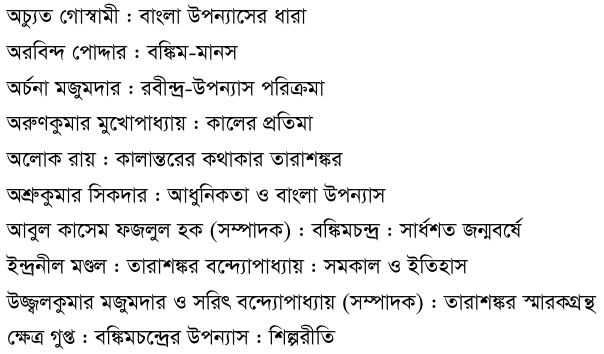 অচ্যুত গোস্বামী : বাংলা উপন্যাসের ধারা
অরবিন্দ পোদ্দার : বঙ্কিম-মানস
অর্চনা মজুমদার : রবীন্দ্র-উপন্যাস পরিক্রমা
অরুণকুমার মুখোপাধ্যায় : কালের প্রতিমা
অলোক রায় : কালান্তরের কথাকার তারাশঙ্কর
অশ্রুকুমার সিকদার : আধুনিকতা ও বাংলা উপন্যাস
আবুল কাসেম ফজলুল হক (সম্পাদক) : বঙ্কিমচন্দ্র : সার্ধশত জন্মবর্ষে
ইন্দ্রনীল মণ্ডল : তারাশঙ্কর বন্দ্যোপাধ্যায় : সমকাল ও ইতিহাস
উজ্জ্বলকুমার মজুমদার ও সরিৎ বন্দ্যোপাধ্যায় (সম্পাদক) : তারাশঙ্কর স্মারকগ্রন্থ
ক্ষেত্র গুপ্ত : বঙ্কিমচন্দ্রের উপন্যাস : শিল্পরীতি